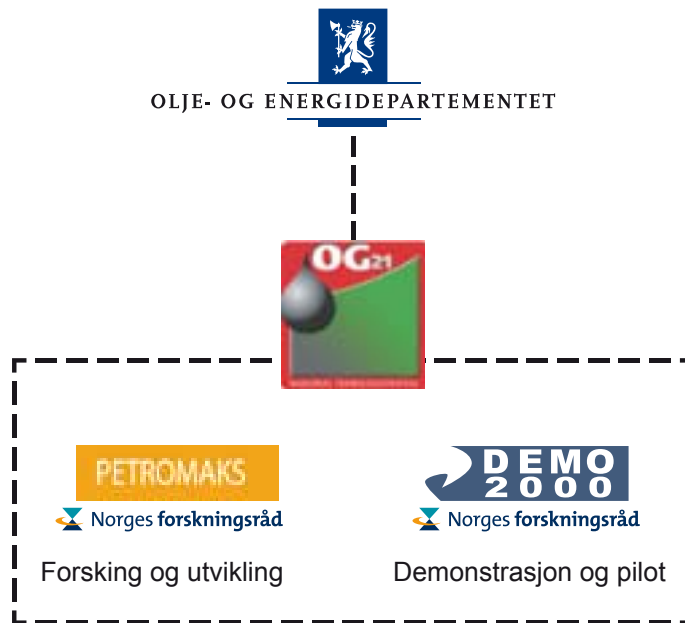 OLJE- OG ENERGIDEPARTEMENTET
OG21
PETROMAKS
DEMO
2000
Norges forskningsråd
Norges forskningsråd
Forsking og utvikling
Demonstrasjon og pilot